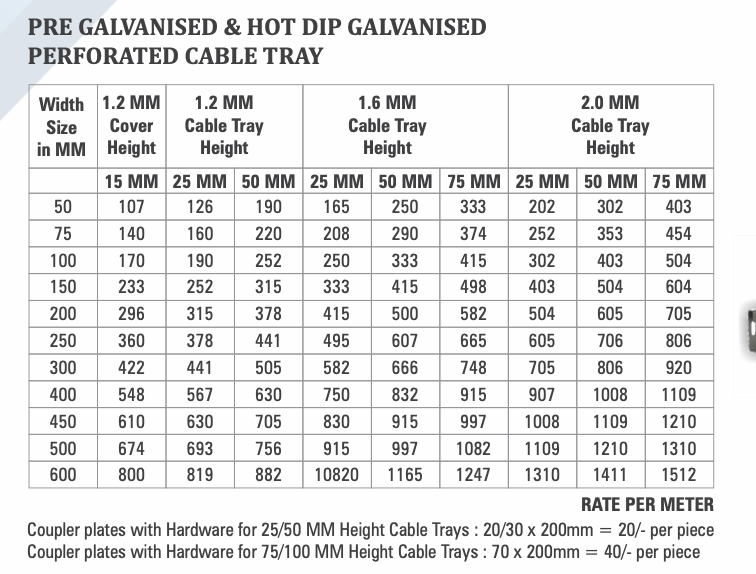 PRE GALVANISED & HOT DIP GALVANISED
PERFORATED CABLE TRAY
Width Size in MM 1.2 MM Cover Height 1.2 MM Cable Tray Height 1.6 MM Cable Tray Height 2.0 MM Cable Tray Height
15 MM 25 MM 50 MM 25 MM 50 MM 75 MM 25 MM 50 MM 75 MM
50 107 126 190 165 250 333 202 302 403
75 140 160 220 208 290 374 252 353 454
100 170 190 252 250 333 415 302 403 504
150 233 252 315 333 415 498 403 504 604
200 296 315 378 415 500 582 504 605 705
250 360 378 441 495 607 665 605 706 806
300 422 441 505 582 666 748 705 806 920
400 548 567 630 750 832 915 907 1008 1109
450 610 630 705 830 915 997 1008 1109 1210
500 674 693 756 915 997 1082 1109 1210 1310
600 800 819 882 10820 1165 1247 1310 1411 1512
RATE PER METER
Coupler plates with Hardware for 25/50 MM Height Cable Trays : 20/30 x 200mm = 20/- per piece
Coupler plates with Hardware for 75/100 MM Height Cable Trays : 70 x 200mm = 40/- per piece